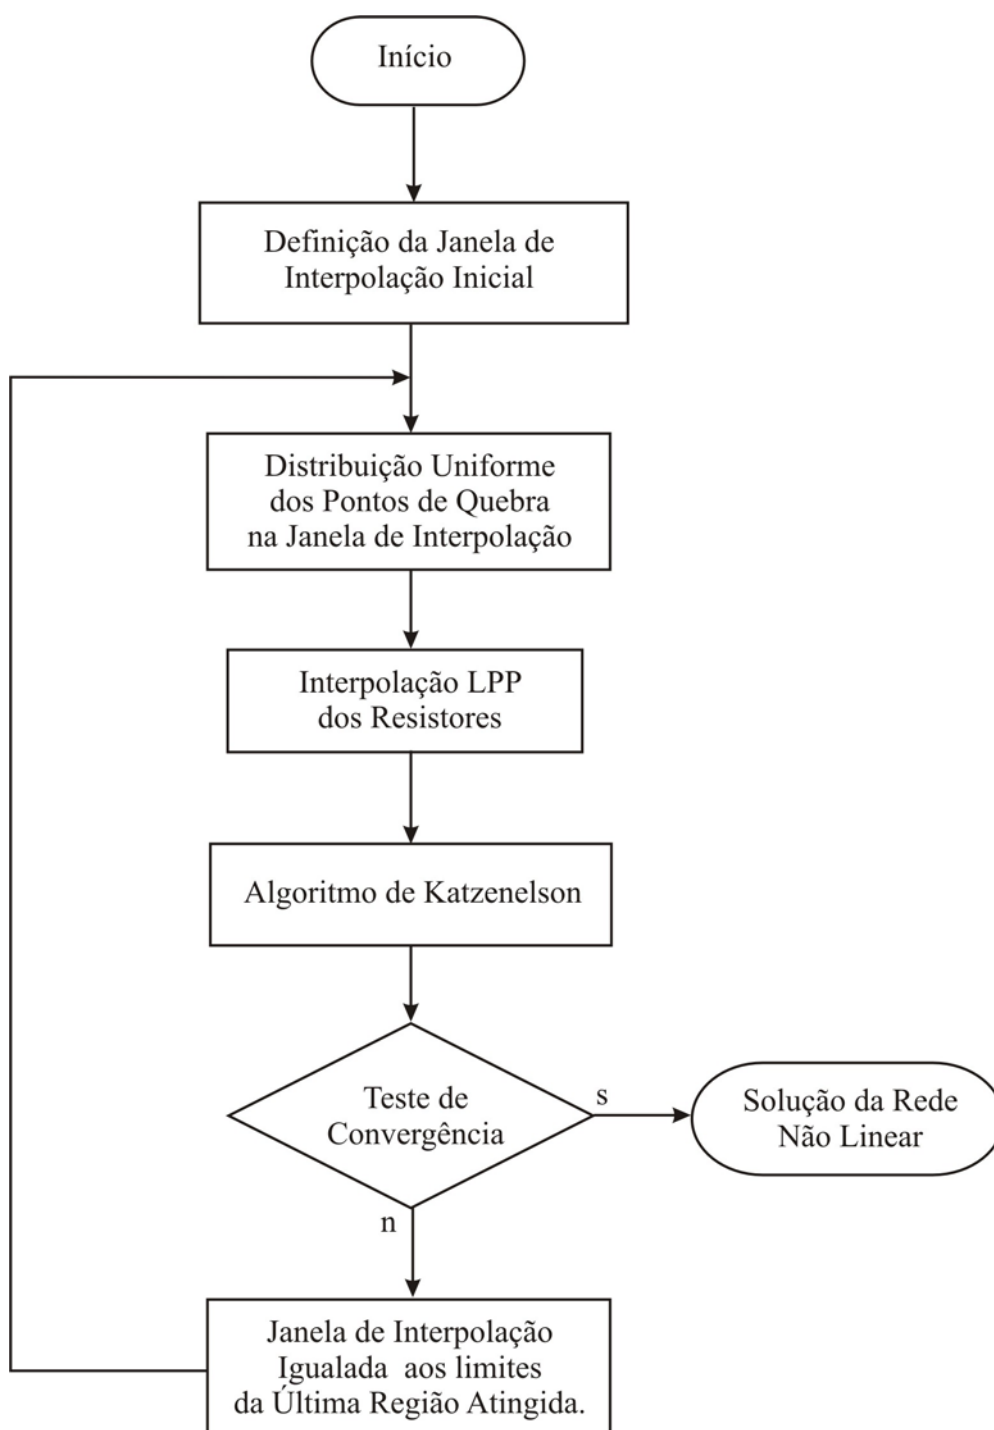 Início
Definição da Janela de
Interpolação Inicial
Distribuição Uniforme
dos Pontos de Quebra
na Janela de Interpolação
Interpolação LPP
dos Resistores
Algoritmo de Katzenelson
Teste de
Convergência
s
Solução da Rede
Não Linear
n
Janela de Interpolação
Igualada aos limites
da Última Região Atingida.